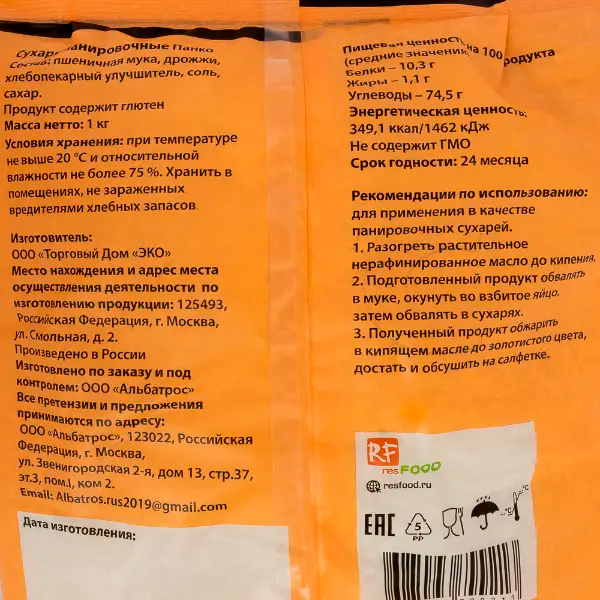 Сухари панировочные Панко
Состав: пшеничная мука, дрожжи,
хлебопекарный улучшитель, соль,
сахар.
Продукт содержит глютен
Масса нетто: 1 кг
Условия хранения: при температуре
не выше 20 °С и относительной
влажности не более 75 %. Хранить в
помещениях, не зараженных
вредителями хлебных запасов.
Изготовитель:
ООО «Торговый Дом «ЭКО»
Место нахождения и адрес места
осуществления деятельности по
изготовлению продукции: 125493,
Российская Федерация, г. Москва,
ул. Смольная, д. 2.
Произведено в России
Изготовлено по заказу и под
контролем: ООО «Альбатрос»
Все претензии и предложения
принимаются по адресу:
ООО «Альбатрос», 123022, Российская
Федерация, г. Москва,
ул. Звенигородская 2-я, дом 13, стр.37,
эт.3, пом.I, ком 2.
Email: Albatros.rus2019@gmail.com
Дата изготовления:
Пищевая ценность на 100
(средние значения) продукта
Белки – 10,3 г
Жиры – 1,1 г
Углеводы – 74,5 г
Энергетическая ценность:
349,1 ккал/1462 кДж
Не содержит ГМО
Срок годности: 24 месяца
Рекомендации по использованию:
для применения в качестве
панировочных сухарей.
1. Разогреть растительное
нерафинированное масло до кипения.
2. Подготовленный продукт обвалять
в муке, окунуть во взбитое яйцо,
затем обвалять в сухарях.
3. Полученный продукт обжарить
в кипящем масле до золотистого цвета,
достать и обсушить на салфетке.
RF
resFOOD
resfood.ru
ЕАС
5
PP